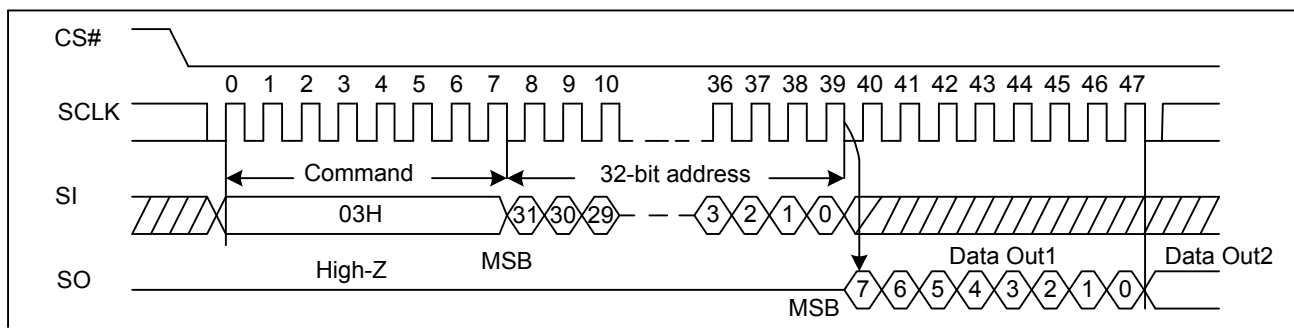 CS#
0 1 2 3 4 5 6 7 8 9 10 36 37 38 39 40 41 42 43 44 45 46 47
SCLK
Command 32-bit address
SI
03H 31 30 29 3 2 1 0
High-Z MSB Data Out1 Data Out2
SO
MSB 7 6 5 4 3 2 1 0